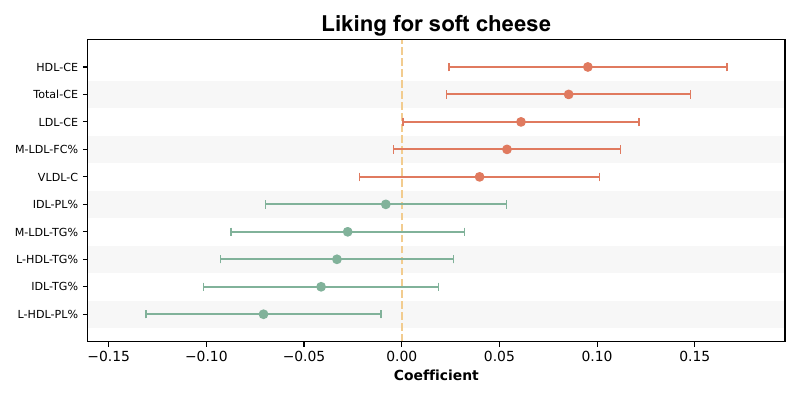 Liking for soft cheese
HDL-CE
Total-CE
LDL-CE
M-LDL-FC%
VLDL-C
IDL-PL%
M-LDL-TG%
L-HDL-TG%
IDL-TG%
L-HDL-PL%
−0.15 −0.10 −0.05 0.00 0.05 0.10 0.15
Coefficient